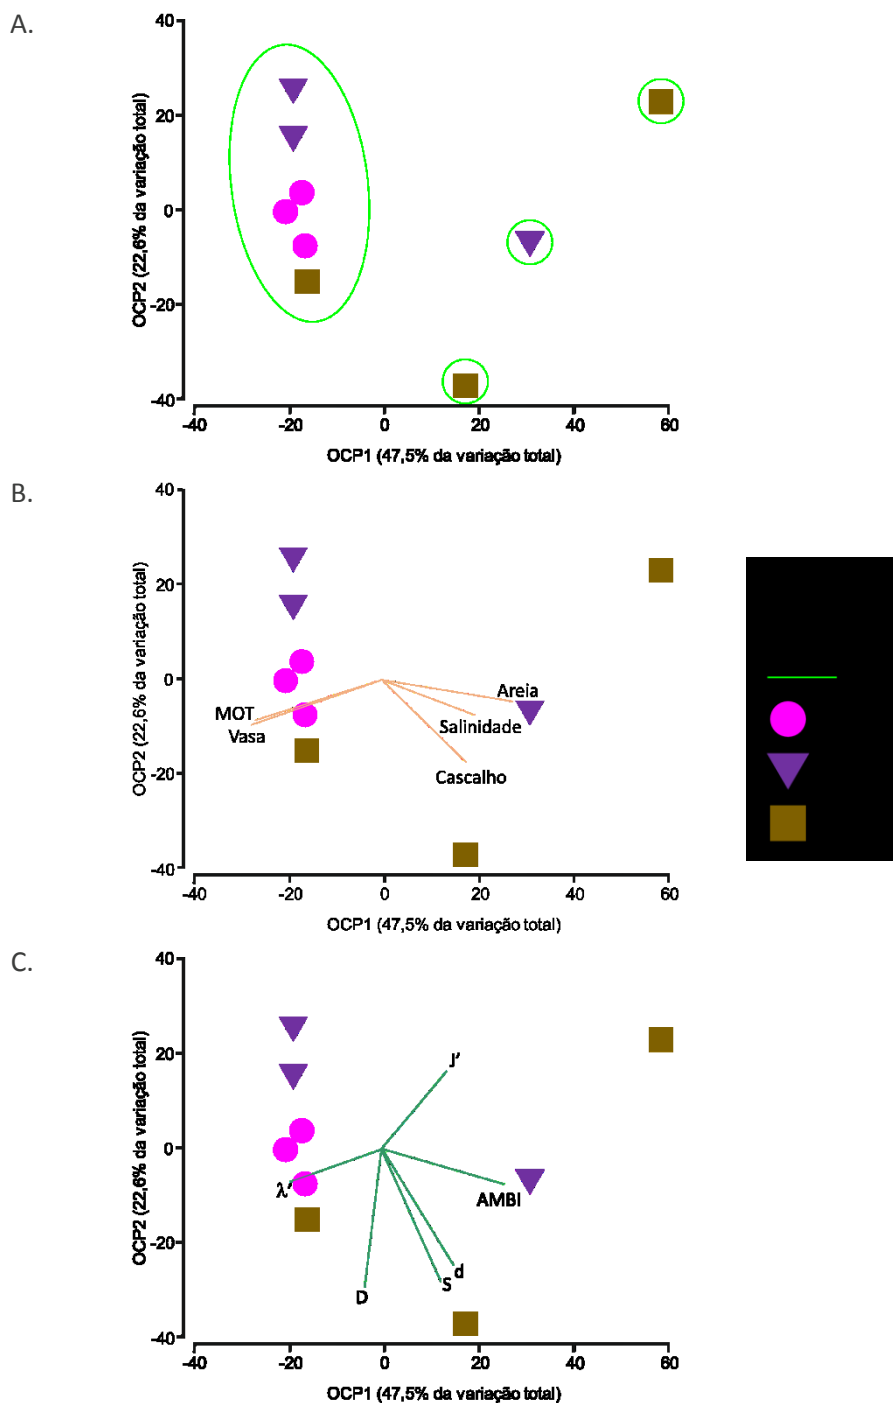 A.
40
20
0
-20
-40
OCP2 (22,6% da variação total)
-40 -20 0 20 40 60
OCP1 (47,5% da variação total)
B.
40
20
0
-20
-40
OCP2 (22,6% da variação total)
MOT
Vasa
Areia
Salinidade
Cascalho
-40 -20 0 20 40 60
OCP1 (47,5% da variação total)
C.
40
20
0
-20
-40
OCP2 (22,6% da variação total)
J'
λ'
AMBI
d
S
D
-40 -20 0 20 40 60
OCP1 (47,5% da variação total)